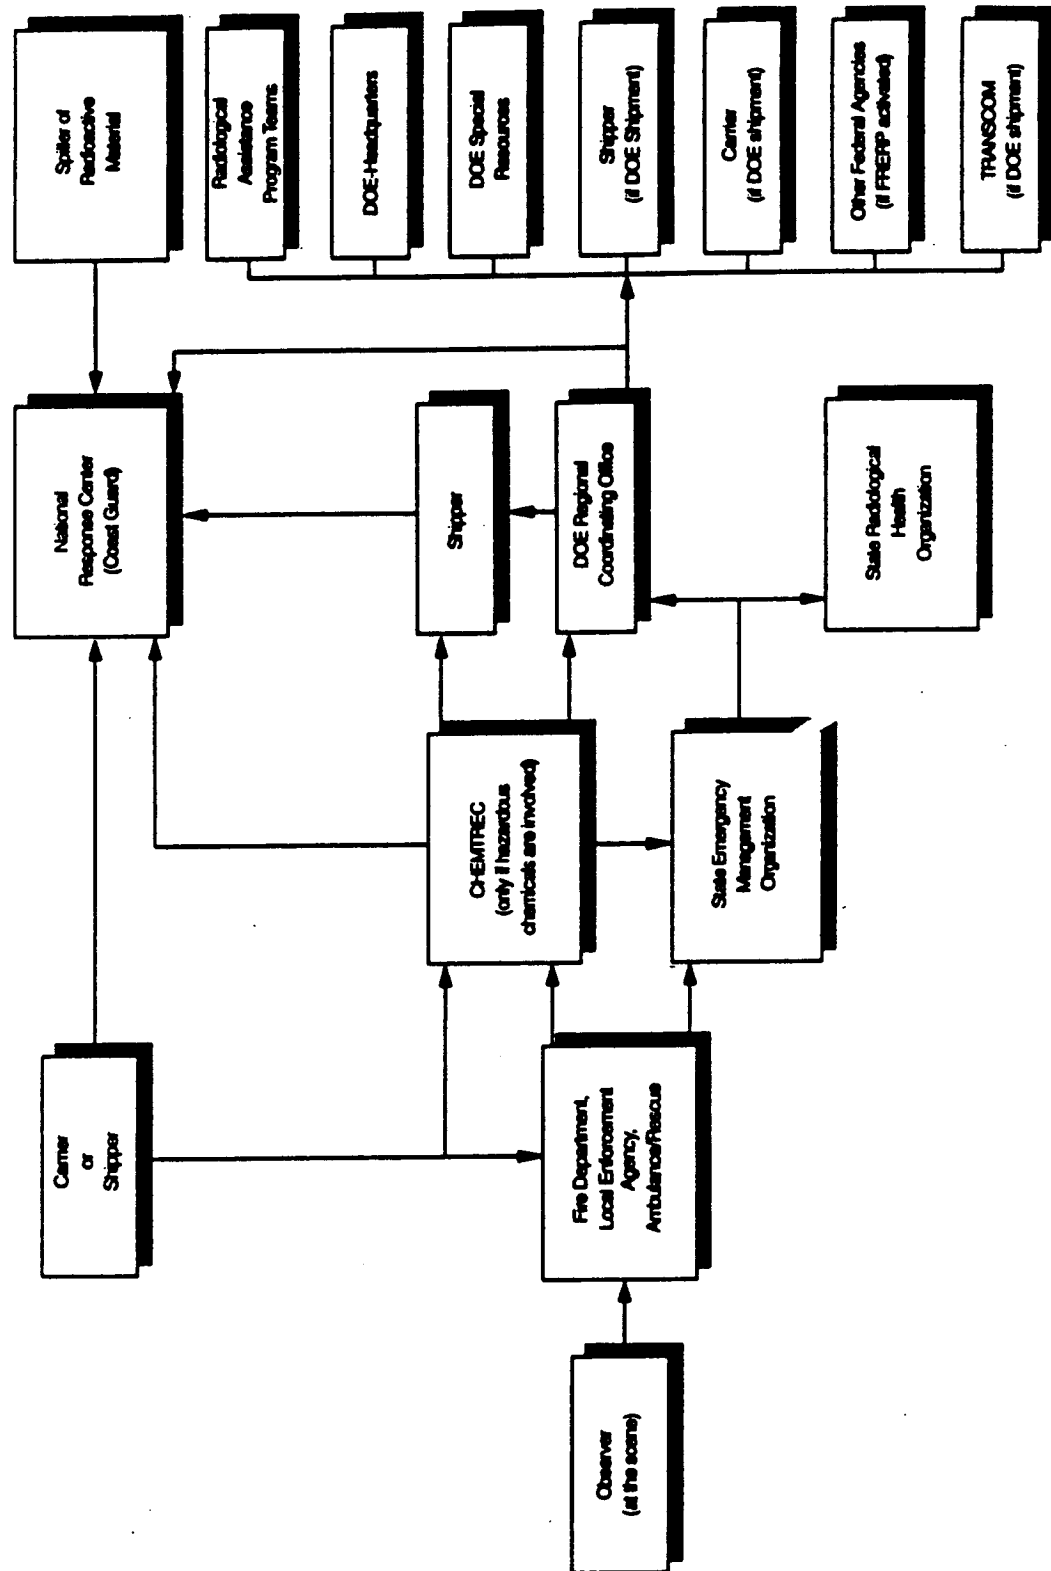 Spiller of
Radioactive
Material
Radiological
Assistance
Program Teams
DOE-Headquarters
DOE Special
Resources
Shipper
(if DOE Shipment)
Carrier
(if DOE shipment)
Other Federal Agencies
(if FRERP activated)
TRANSCOM
(if DOE shipment)
National
Response Center
(Coast Guard)
Shipper
DOE Regional
Coordinating Office
State Radiological
Health
Organization
CHEMTREC
(only if hazardous
chemicals are involved)
State Emergency
Management
Organization
Carrier
or
Shipper
Fire Department,
Local Enforcement
Agency,
Ambulance/Rescue
Observer
(at the scene)